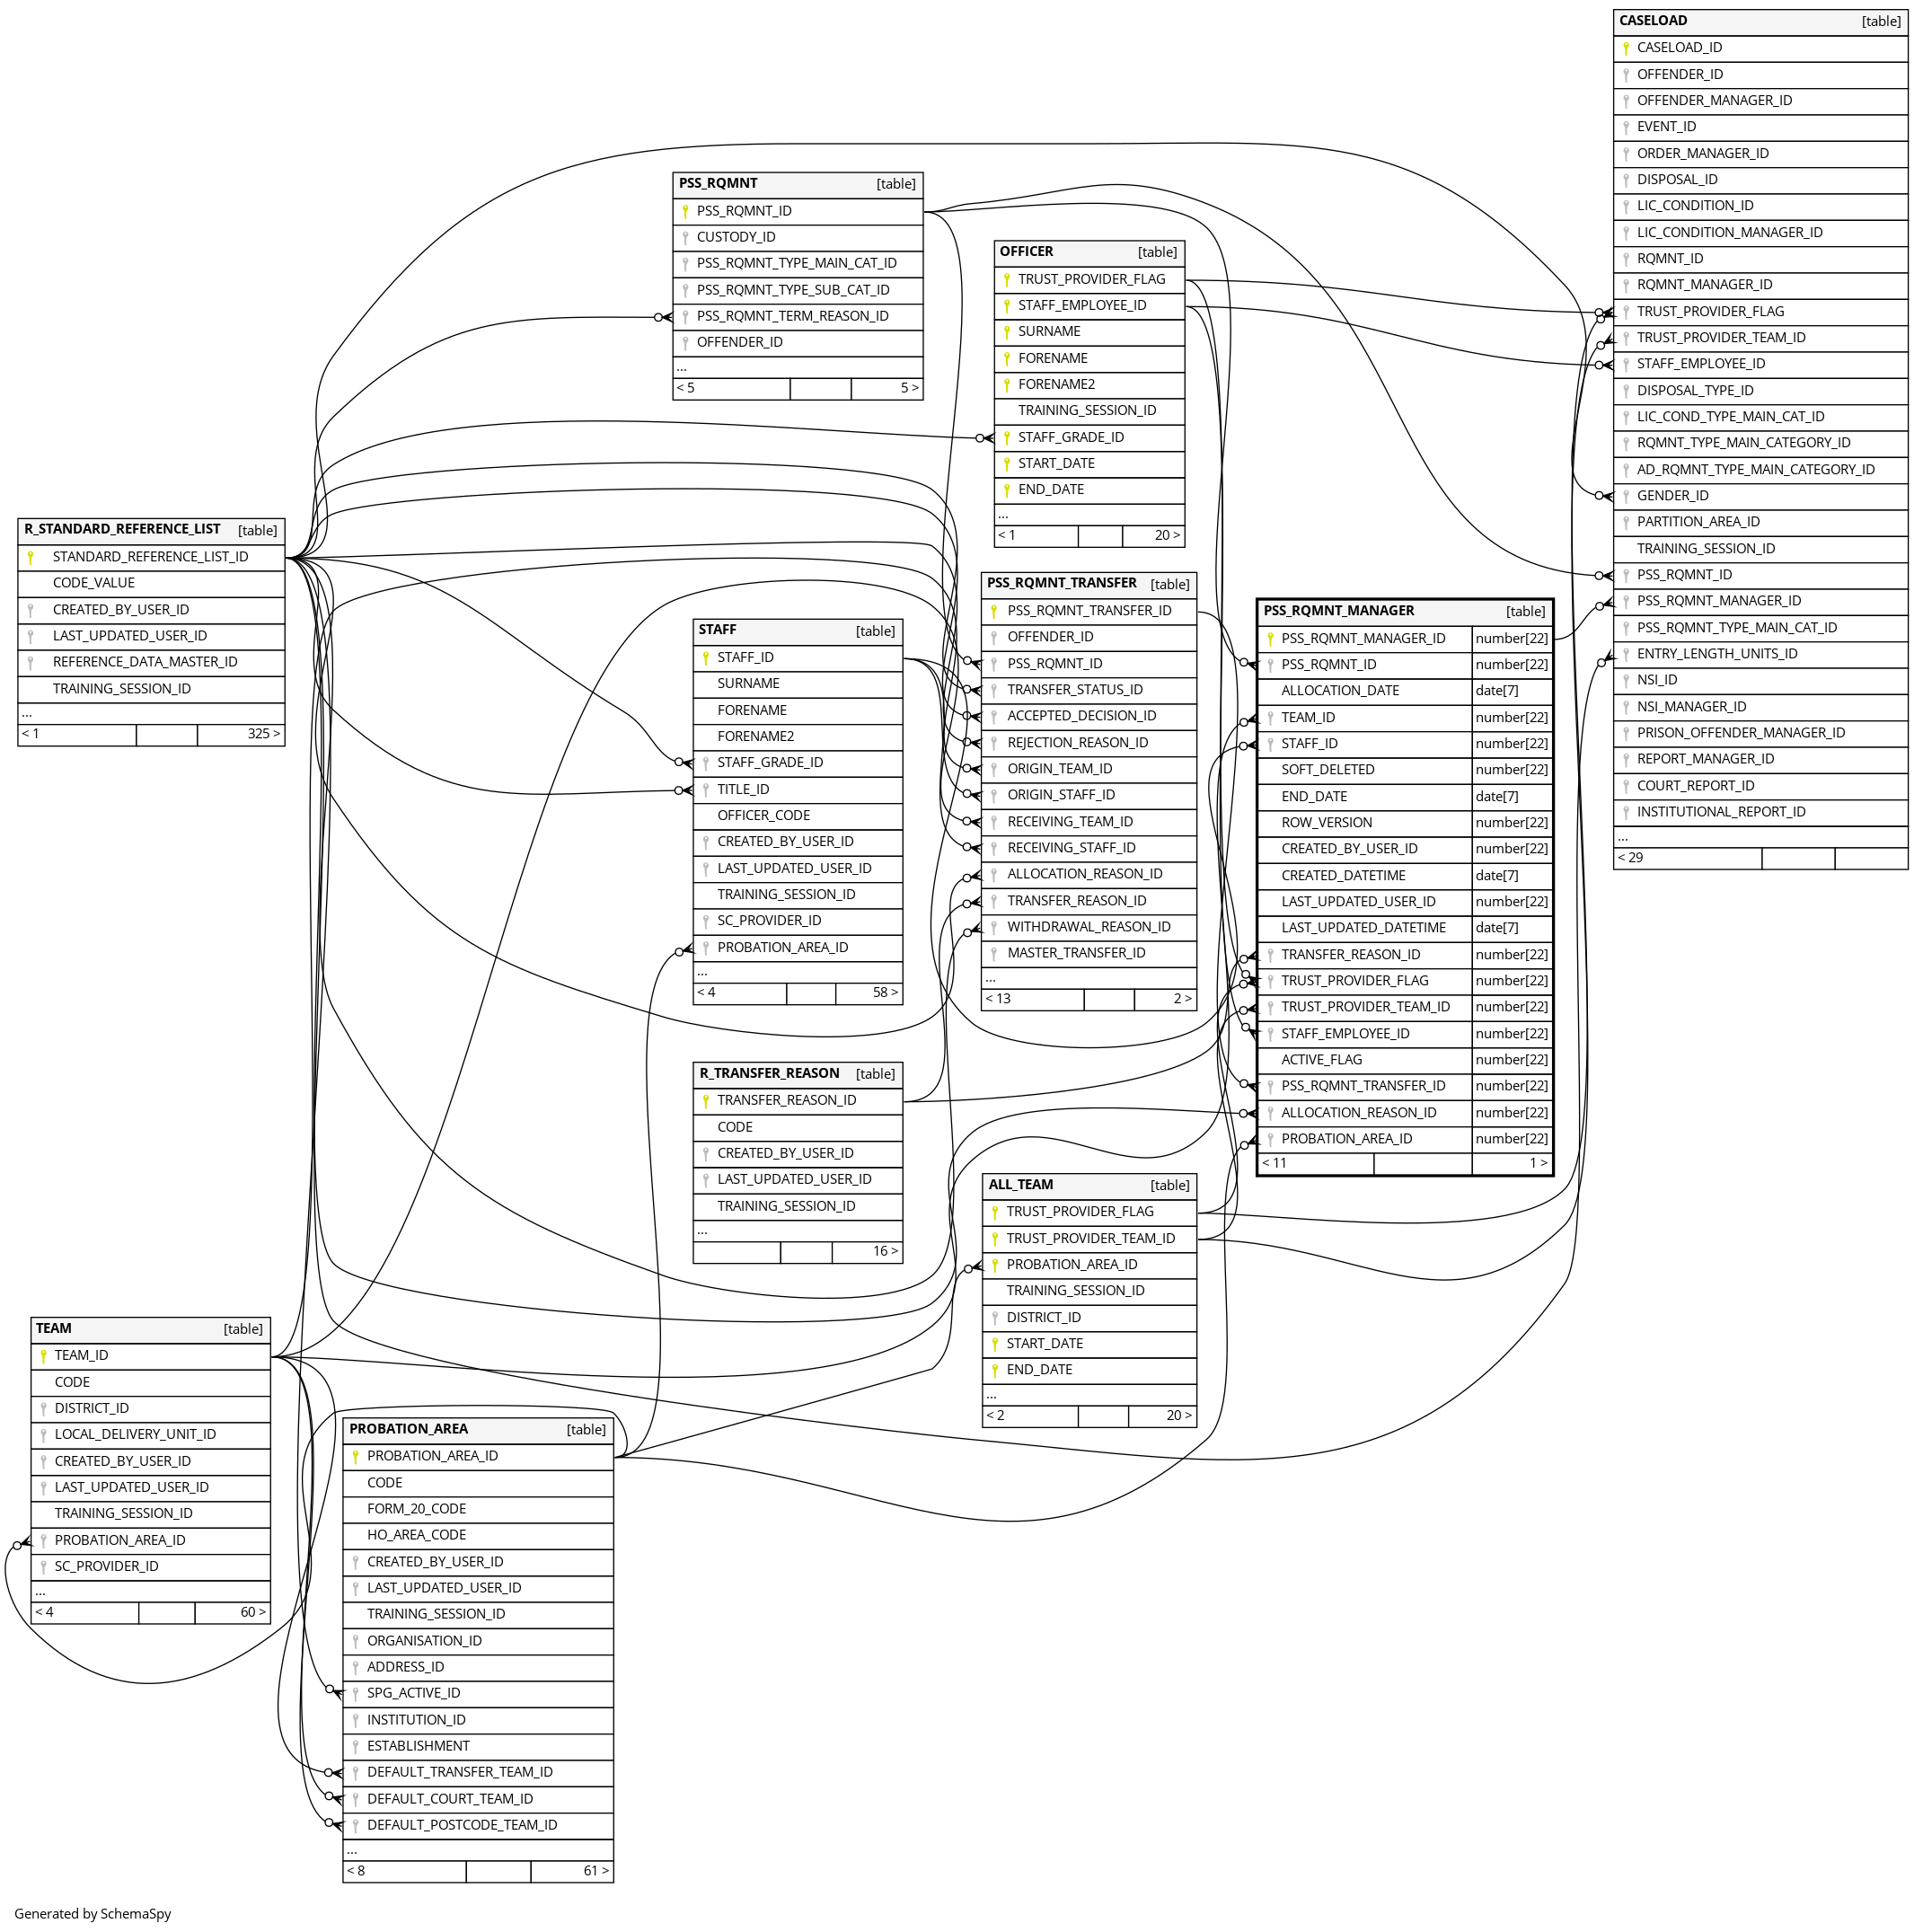 CASELOAD [table]
CASELOAD_ID
OFFENDER_ID
OFFENDER_MANAGER_ID
EVENT_ID
ORDER_MANAGER_ID
DISPOSAL_ID
LIC_CONDITION_ID
LIC_CONDITION_MANAGER_ID
RQMNT_ID
RQMNT_MANAGER_ID
TRUST_PROVIDER_FLAG
TRUST_PROVIDER_TEAM_ID
STAFF_EMPLOYEE_ID
DISPOSAL_TYPE_ID
LIC_COND_TYPE_MAIN_CAT_ID
RQMNT_TYPE_MAIN_CATEGORY_ID
AD_RQMNT_TYPE_MAIN_CATEGORY_ID
GENDER_ID
PARTITION_AREA_ID
TRAINING_SESSION_ID
PSS_RQMNT_ID
PSS_RQMNT_MANAGER_ID
PSS_RQMNT_TYPE_MAIN_CAT_ID
ENTRY_LENGTH_UNITS_ID
NSI_ID
NSI_MANAGER_ID
PRISON_OFFENDER_MANAGER_ID
REPORT_MANAGER_ID
COURT_REPORT_ID
INSTITUTIONAL_REPORT_ID
...
< 29
PSS_RQMNT [table]
PSS_RQMNT_ID
CUSTODY_ID
PSS_RQMNT_TYPE_MAIN_CAT_ID
PSS_RQMNT_TYPE_SUB_CAT_ID
PSS_RQMNT_TERM_REASON_ID
OFFENDER_ID
...
< 5 5 >
OFFICER [table]
TRUST_PROVIDER_FLAG
STAFF_EMPLOYEE_ID
SURNAME
FORENAME
FORENAME2
TRAINING_SESSION_ID
STAFF_GRADE_ID
START_DATE
END_DATE
...
< 1 20 >
R_STANDARD_REFERENCE_LIST [table]
STANDARD_REFERENCE_LIST_ID
CODE_VALUE
CREATED_BY_USER_ID
LAST_UPDATED_USER_ID
REFERENCE_DATA_MASTER_ID
TRAINING_SESSION_ID
...
< 1 325 >
PSS_RQMNT_TRANSFER [table]
PSS_RQMNT_TRANSFER_ID
OFFENDER_ID
PSS_RQMNT_ID
TRANSFER_STATUS_ID
ACCEPTED_DECISION_ID
REJECTION_REASON_ID
ORIGIN_TEAM_ID
ORIGIN_STAFF_ID
RECEIVING_TEAM_ID
RECEIVING_STAFF_ID
ALLOCATION_REASON_ID
TRANSFER_REASON_ID
WITHDRAWAL_REASON_ID
MASTER_TRANSFER_ID
...
< 13 2 >
PSS_RQMNT_MANAGER [table]
PSS_RQMNT_MANAGER_ID number[22]
PSS_RQMNT_ID number[22]
ALLOCATION_DATE date[7]
TEAM_ID number[22]
STAFF_ID number[22]
SOFT_DELETED number[22]
END_DATE date[7]
ROW_VERSION number[22]
CREATED_BY_USER_ID number[22]
CREATED_DATETIME date[7]
LAST_UPDATED_USER_ID number[22]
LAST_UPDATED_DATETIME date[7]
TRANSFER_REASON_ID number[22]
TRUST_PROVIDER_FLAG number[22]
TRUST_PROVIDER_TEAM_ID number[22]
STAFF_EMPLOYEE_ID number[22]
ACTIVE_FLAG number[22]
PSS_RQMNT_TRANSFER_ID number[22]
ALLOCATION_REASON_ID number[22]
PROBATION_AREA_ID number[22]
< 11 1 >
STAFF [table]
STAFF_ID
SURNAME
FORENAME
FORENAME2
STAFF_GRADE_ID
TITLE_ID
OFFICER_CODE
CREATED_BY_USER_ID
LAST_UPDATED_USER_ID
TRAINING_SESSION_ID
SC_PROVIDER_ID
PROBATION_AREA_ID
...
< 4 58 >
R_TRANSFER_REASON [table]
TRANSFER_REASON_ID
CODE
CREATED_BY_USER_ID
LAST_UPDATED_USER_ID
TRAINING_SESSION_ID
...
16 >
ALL_TEAM [table]
TRUST_PROVIDER_FLAG
TRUST_PROVIDER_TEAM_ID
PROBATION_AREA_ID
TRAINING_SESSION_ID
DISTRICT_ID
START_DATE
END_DATE
...
< 2 20 >
TEAM [table]
TEAM_ID
CODE
DISTRICT_ID
LOCAL_DELIVERY_UNIT_ID
CREATED_BY_USER_ID
LAST_UPDATED_USER_ID
TRAINING_SESSION_ID
PROBATION_AREA_ID
SC_PROVIDER_ID
...
< 4 60 >
PROBATION_AREA [table]
PROBATION_AREA_ID
CODE
FORM_20_CODE
HO_AREA_CODE
CREATED_BY_USER_ID
LAST_UPDATED_USER_ID
TRAINING_SESSION_ID
ORGANISATION_ID
ADDRESS_ID
SPG_ACTIVE_ID
INSTITUTION_ID
ESTABLISHMENT
DEFAULT_TRANSFER_TEAM_ID
DEFAULT_COURT_TEAM_ID
DEFAULT_POSTCODE_TEAM_ID
...
< 8 61 >
Generated by SchemaSpy